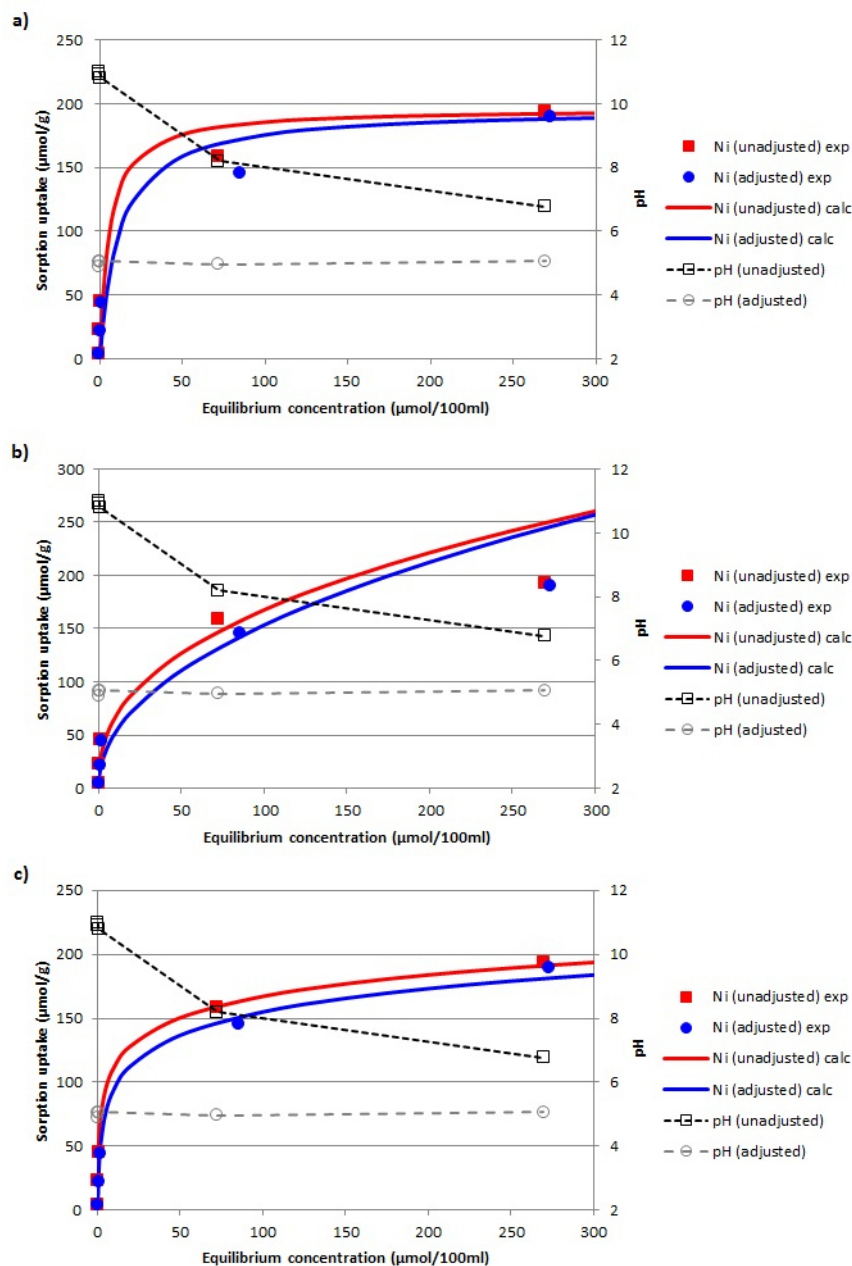 a)
250
200
150
100
50
0
Sorption uptake (µmol/g)
12
10
8
6
4
2
pH
0 50 100 150 200 250 300
Equilibrium concentration (µmol/100ml)
Ni (unadjusted) exp
Ni (adjusted) exp
Ni (unadjusted) calc
Ni (adjusted) calc
pH (unadjusted)
pH (adjusted)
b)
300
250
200
150
100
50
0
Sorption uptake (µmol/g)
12
10
8
6
4
2
pH
0 50 100 150 200 250 300
Equilibrium concentration (µmol/100ml)
Ni (unadjusted) exp
Ni (adjusted) exp
Ni (unadjusted) calc
Ni (adjusted) calc
pH (unadjusted)
pH (adjusted)
c)
250
200
150
100
50
0
Sorption uptake (µmol/g)
12
10
8
6
4
2
pH
0 50 100 150 200 250 300
Equilibrium concentration (µmol/100ml)
Ni (unadjusted) exp
Ni (adjusted) exp
Ni (unadjusted) calc
Ni (adjusted) calc
pH (unadjusted)
pH (adjusted)